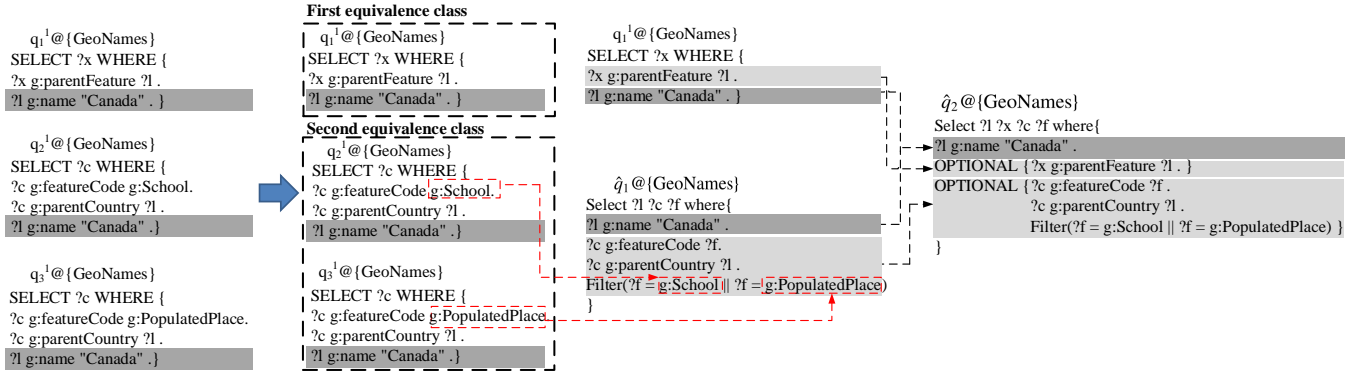 q₁¹@{GeoNames}
SELECT ?x WHERE {
?x g:parentFeature ?l .
?l g:name "Canada" . }
q₂¹@{GeoNames}
SELECT ?c WHERE {
?c g:featureCode g:School.
?c g:parentCountry ?l .
?l g:name "Canada" .}
q₃¹@{GeoNames}
SELECT ?c WHERE {
?c g:featureCode g:PopulatedPlace.
?c g:parentCountry ?l .
?l g:name "Canada" .}
First equivalence class
q₁¹@{GeoNames}
SELECT ?x WHERE {
?x g:parentFeature ?l .
?l g:name "Canada" . }
Second equivalence class
q₂¹@{GeoNames}
SELECT ?c WHERE {
?c g:featureCode g:School.
?c g:parentCountry ?l .
?l g:name "Canada" .}
q₃¹@{GeoNames}
SELECT ?c WHERE {
?c g:featureCode g:PopulatedPlace
?c g:parentCountry ?l .
?l g:name "Canada" .}
q₁¹@{GeoNames}
SELECT ?x WHERE {
?x g:parentFeature ?l .
?l g:name "Canada" . }
q̂₁@{GeoNames}
Select ?l ?c ?f where{
?l g:name "Canada" .
?c g:featureCode ?f.
?c g:parentCountry ?l .
Filter(?f = g:School || ?f = g:PopulatedPlace)
}
q̂₂@{GeoNames}
Select ?l ?x ?c ?f where{
?l g:name "Canada" .
OPTIONAL {?x g:parentFeature ?l . }
OPTIONAL {?c g:featureCode ?f .
?c g:parentCountry ?l .
Filter(?f = g:School || ?f = g:PopulatedPlace) }
}